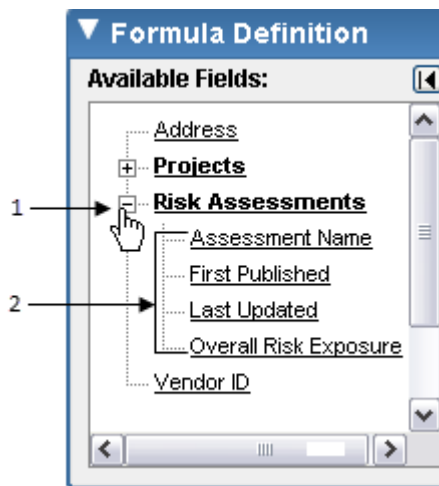 Formula Definition
Available Fields:
Address
Projects
1 Risk Assessments
Assessment Name
First Published
2 Last Updated
Overall Risk Exposure
Vendor ID